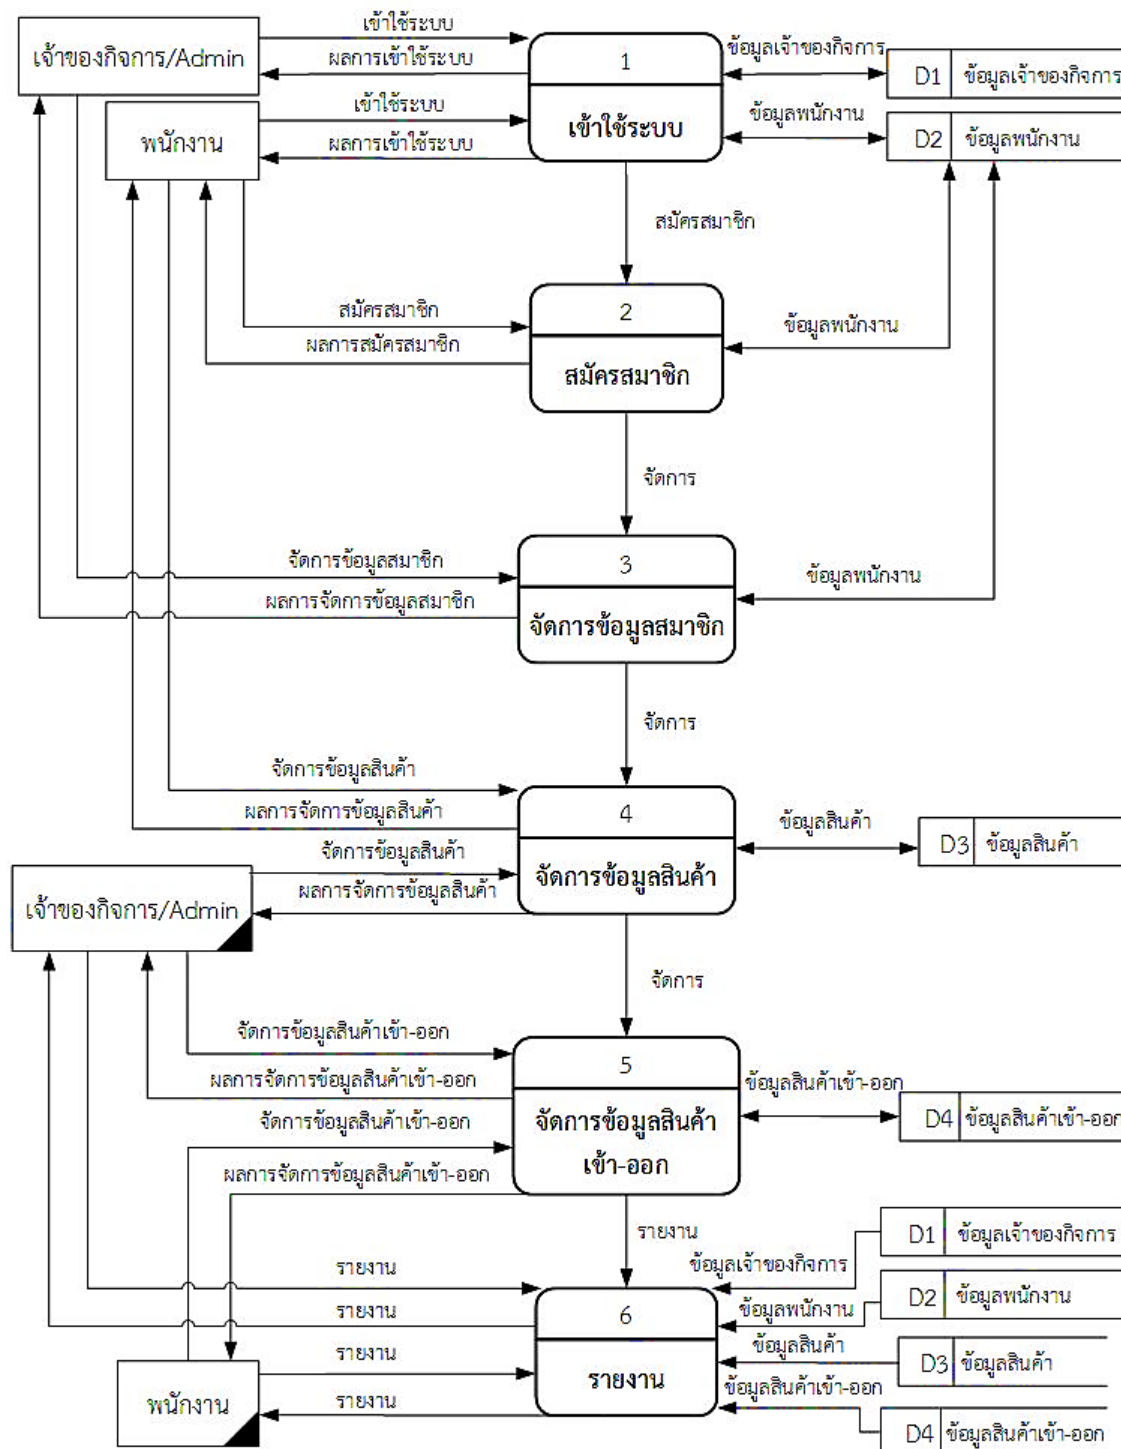 เจ้าของกิจการ/Admin
เข้าใช้ระบบ
ผลการเข้าใช้ระบบ
1
เข้าใช้ระบบ
ข้อมูลเจ้าของกิจการ
D1 ข้อมูลเจ้าของกิจการ
พนักงาน
เข้าใช้ระบบ
ผลการเข้าใช้ระบบ
ข้อมูลพนักงาน
D2 ข้อมูลพนักงาน
สมัครสมาชิก
สมัครสมาชิก
ผลการสมัครสมาชิก
2
สมัครสมาชิก
ข้อมูลพนักงาน
จัดการ
จัดการข้อมูลสมาชิก
ผลการจัดการข้อมูลสมาชิก
3
จัดการข้อมูลสมาชิก
ข้อมูลพนักงาน
จัดการ
จัดการข้อมูลสินค้า
ผลการจัดการข้อมูลสินค้า
4
จัดการข้อมูลสินค้า
ข้อมูลสินค้า
D3 ข้อมูลสินค้า
จัดการข้อมูลสินค้า
ผลการจัดการข้อมูลสินค้า
เจ้าของกิจการ/Admin
จัดการ
จัดการข้อมูลสินค้าเข้า-ออก
ผลการจัดการข้อมูลสินค้าเข้า-ออก
5
จัดการข้อมูลสินค้า
เข้า-ออก
ข้อมูลสินค้าเข้า-ออก
D4 ข้อมูลสินค้าเข้า-ออก
จัดการข้อมูลสินค้าเข้า-ออก
ผลการจัดการข้อมูลสินค้าเข้า-ออก
รายงาน
ข้อมูลเจ้าของกิจการ
D1 ข้อมูลเจ้าของกิจการ
รายงาน
รายงาน
6
รายงาน
ข้อมูลพนักงาน
D2 ข้อมูลพนักงาน
ข้อมูลสินค้า
D3 ข้อมูลสินค้า
รายงาน
รายงาน
พนักงาน
ข้อมูลสินค้าเข้า-ออก
D4 ข้อมูลสินค้าเข้า-ออก